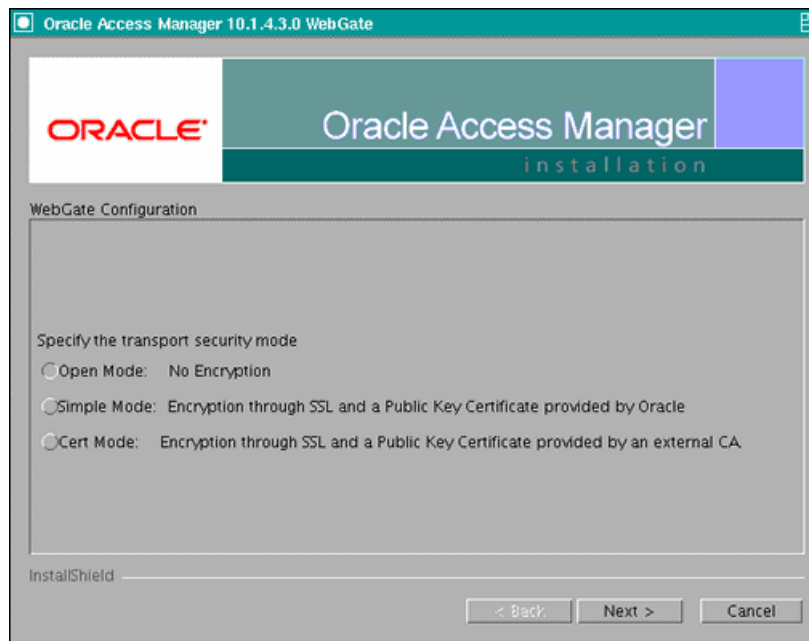 Oracle Access Manager 10.1.4.3.0 WebGate
ORACLE®
Oracle Access Manager
installation
WebGate Configuration
Specify the transport security mode
Open Mode: No Encryption
Simple Mode: Encryption through SSL and a Public Key Certificate provided by Oracle
Cert Mode: Encryption through SSL and a Public Key Certificate provided by an external CA.
InstallShield
< Back Next > Cancel